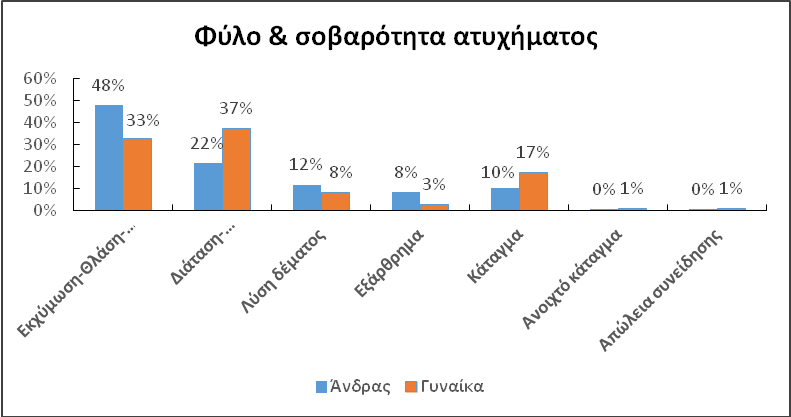 Φύλο & σοβαρότητα ατυχήματος
60%
50%
40%
30%
20%
10%
0%
48%
33%
22%
37%
12%
8%
8%
3%
10%
17%
0%
1%
0%
1%
Εκχύμωση-Θλάση-...
Διάταση-...
Λύση δέματος
Εξάρθρημα
Κάταγμα
Ανοιχτό κάταγμα
Απώλεια συνείδησης
Άνδρας
Γυναίκα